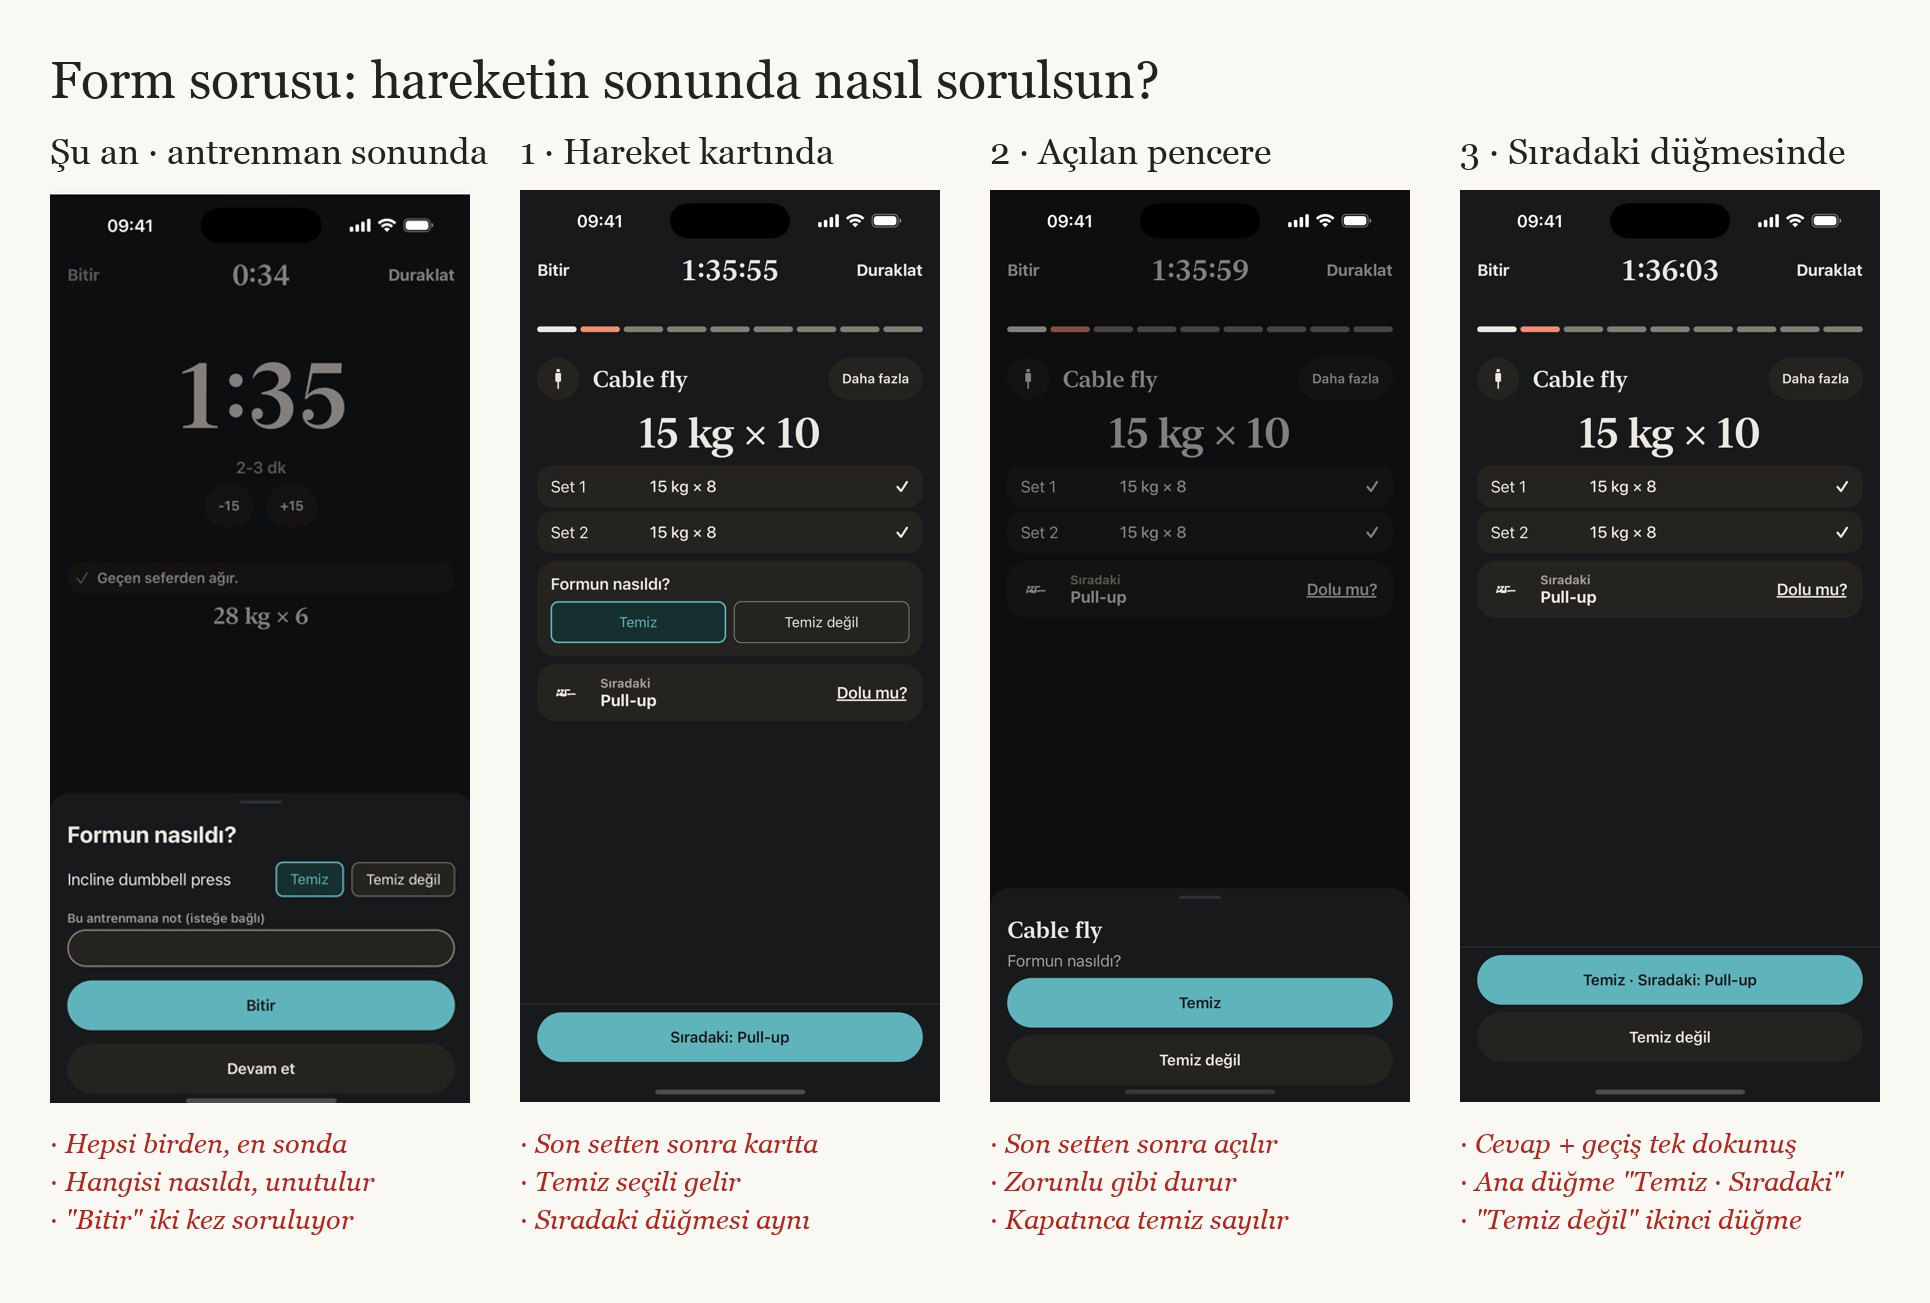 Form sorusu: hareketin sonunda nasıl sorulsun?
Şu an · antrenman sonunda
09:41
Bitir 0:34 Duraklat
1:35
2-3 dk
-15 +15
✓ Geçen seferden ağır.
28 kg × 6
Formun nasıldı?
Incline dumbbell press Temiz Temiz değil
Bu antrenmana not (isteğe bağlı)
Bitir
Devam et
· Hepsi birden, en sonda
· Hangisi nasıldı, unutulur
· "Bitir" iki kez soruluyor
1 · Hareket kartında
09:41
Bitir 1:35:55 Duraklat
Cable fly Daha fazla
15 kg × 10
Set 1 15 kg × 8 ✓
Set 2 15 kg × 8 ✓
Formun nasıldı?
Temiz Temiz değil
Sıradaki
Pull-up Dolu mu?
Sıradaki: Pull-up
· Son setten sonra kartta
· Temiz seçili gelir
· Sıradaki düğmesi aynı
2 · Açılan pencere
09:41
Bitir 1:35:59 Duraklat
Cable fly Daha fazla
15 kg × 10
Set 1 15 kg × 8 ✓
Set 2 15 kg × 8 ✓
Sıradaki
Pull-up Dolu mu?
Cable fly
Formun nasıldı?
Temiz
Temiz değil
· Son setten sonra açılır
· Zorunlu gibi durur
· Kapatınca temiz sayılır
3 · Sıradaki düğmesinde
09:41
Bitir 1:36:03 Duraklat
Cable fly Daha fazla
15 kg × 10
Set 1 15 kg × 8 ✓
Set 2 15 kg × 8 ✓
Sıradaki
Pull-up Dolu mu?
Temiz · Sıradaki: Pull-up
Temiz değil
· Cevap + geçiş tek dokunuş
· Ana düğme "Temiz · Sıradaki"
· "Temiz değil" ikinci düğme